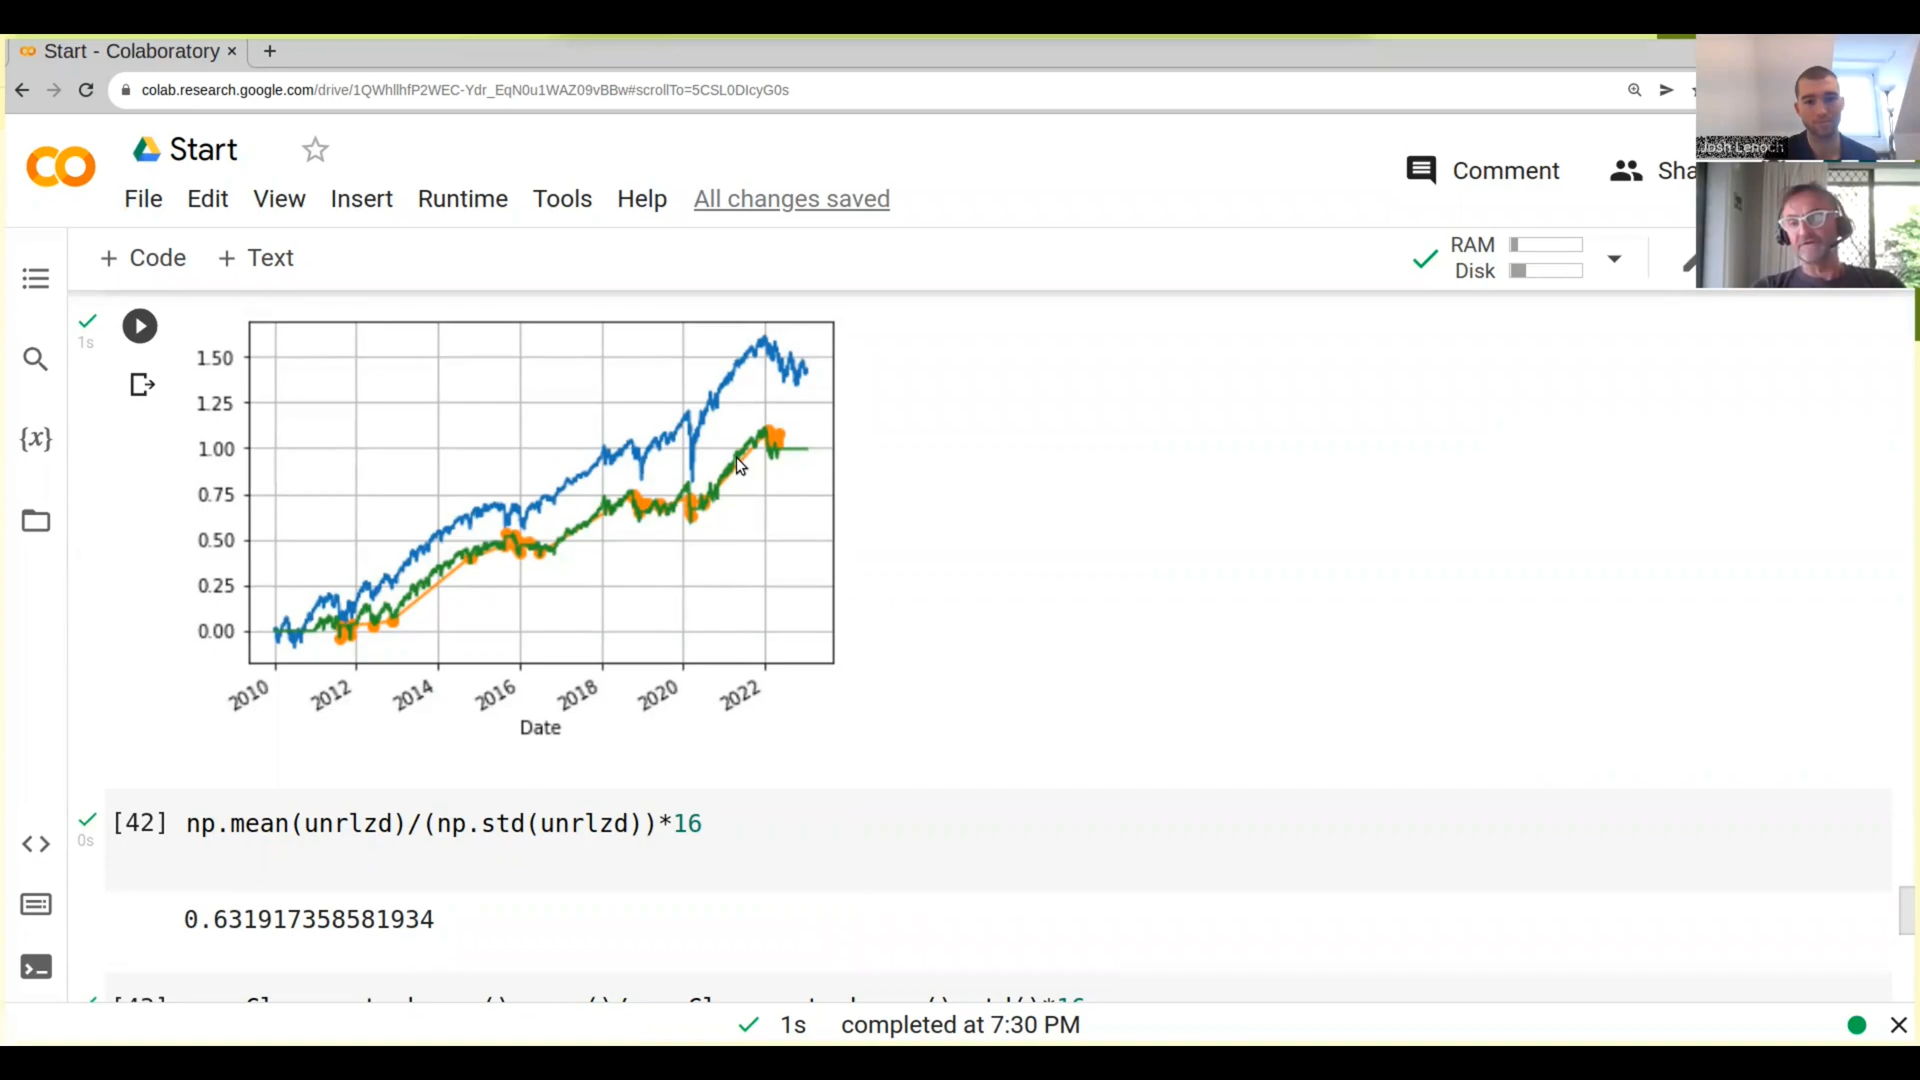 Start - Colaboratory
colab.research.google.com/drive/1QWhllhfP2WEC-Ydr_EqN0u1WAZ09vBBw#scrollTo=5CSL0DIcyG0s
Josh Lenoch
Start
Comment
Sha
File Edit View Insert Runtime Tools Help All changes saved
+ Code + Text
RAM
Disk
1s
1.50
1.25
1.00
0.75
0.50
0.25
0.00
2010 2012 2014 2016 2018 2020 2022
Date
[42] np.mean(unrlzd)/(np.std(unrlzd))*16
0s
0.631917358581934
1s completed at 7:30 PM